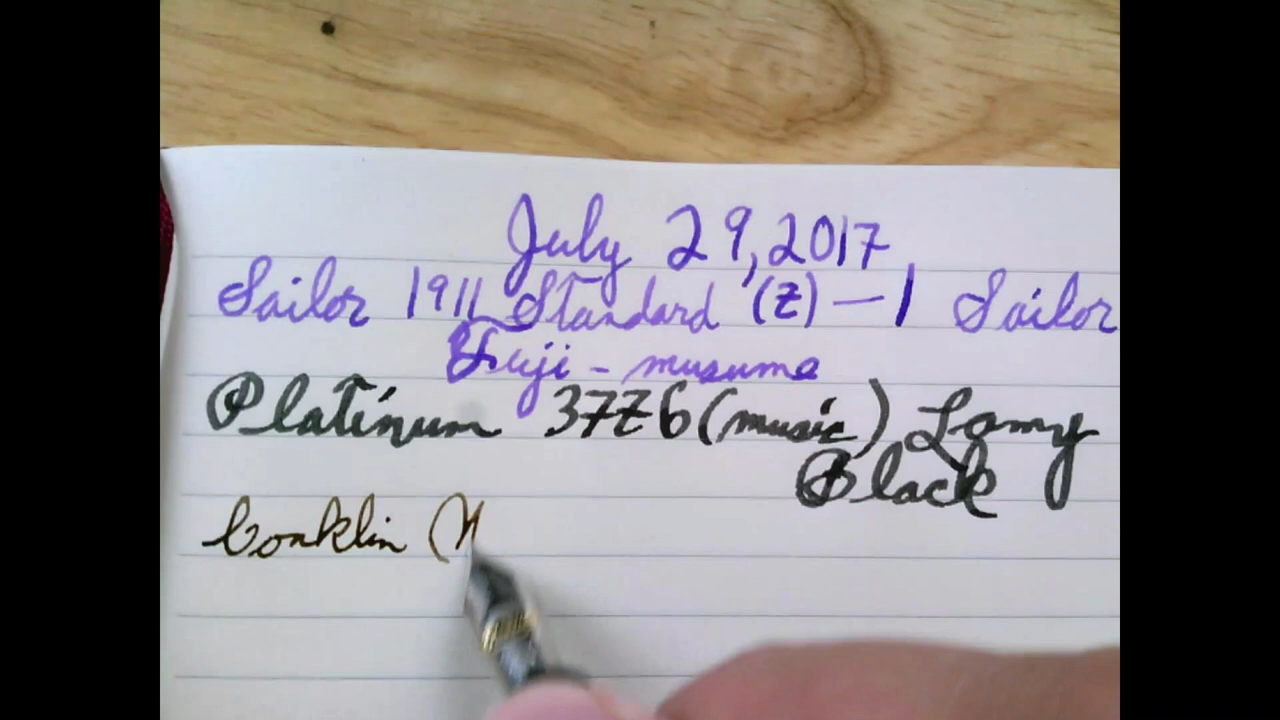 July 29, 2017
Sailor 1911 Standard (Z) - 1 Sailor
Fuji - musume
Platinum 3776 (music) Lamy
Black
Conklin